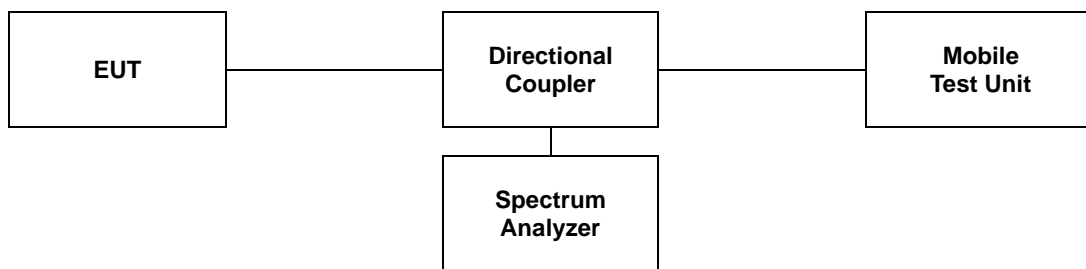 EUT
Directional
Coupler
Mobile
Test Unit
Spectrum
Analyzer